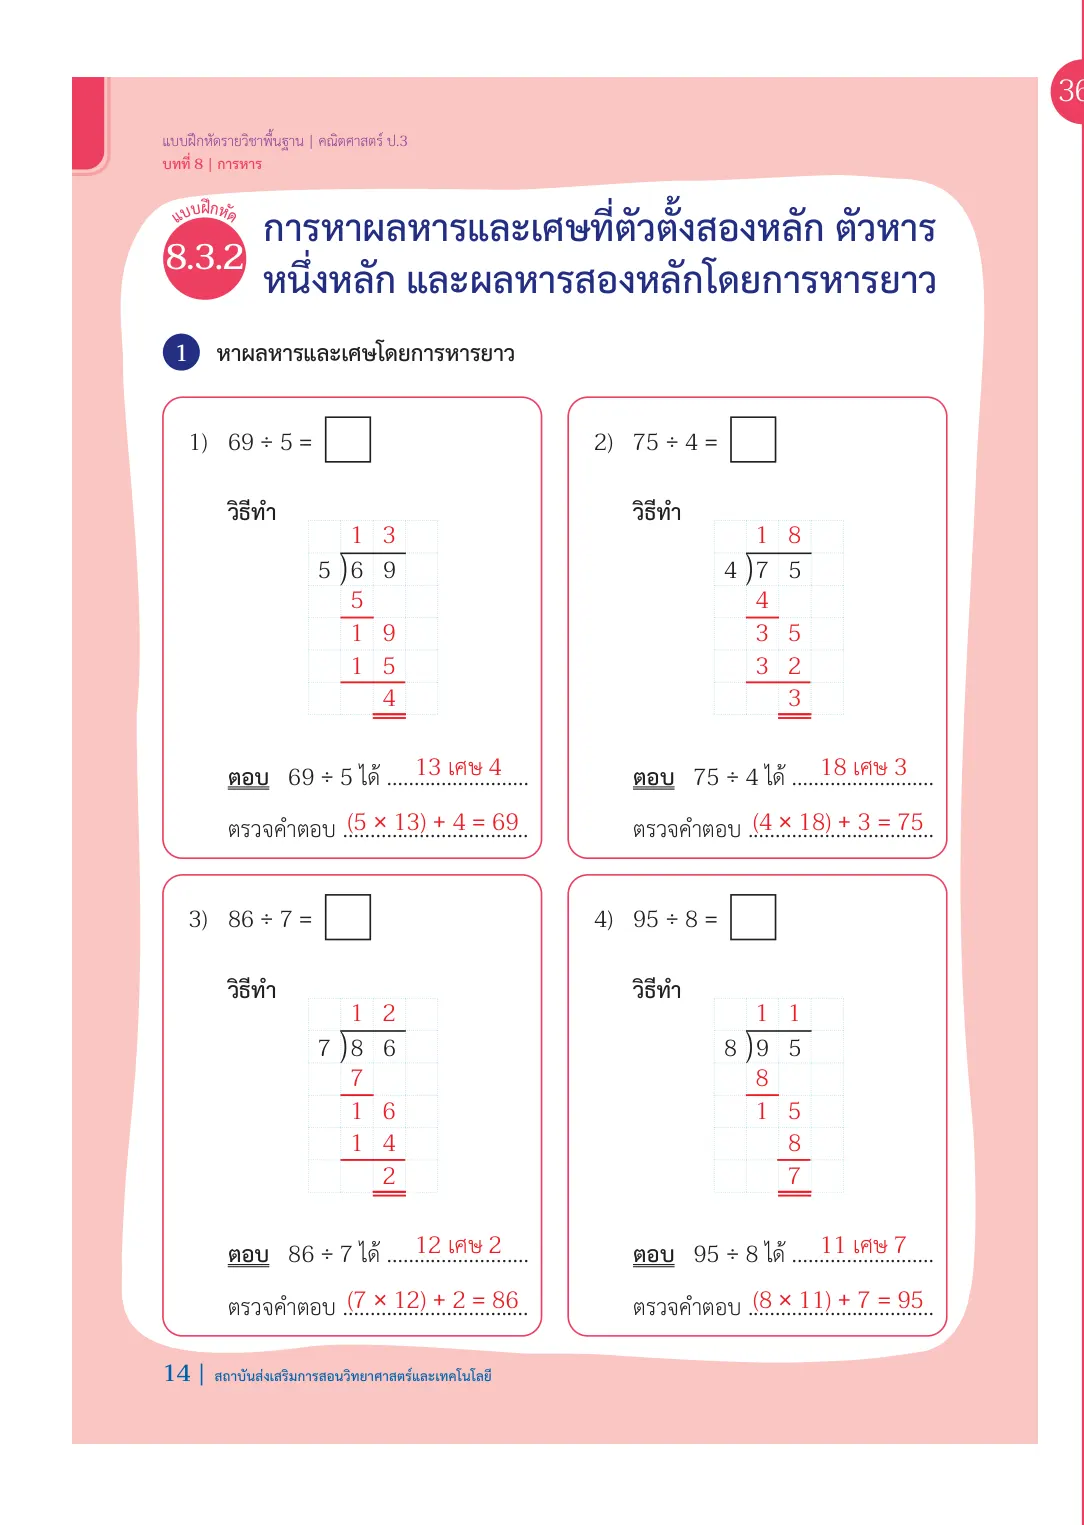 36
แบบฝึกหัดรายวิชาพื้นฐาน | คณิตศาสตร์ ป.3
บทที่ 8 | การหาร
แบบฝึกหัด
8.3.2
การหาผลหารและเศษที่ตัวตั้งสองหลัก ตัวหาร
หนึ่งหลัก และผลหารสองหลักโดยการหารยาว
1 หาผลหารและเศษโดยการหารยาว
1) 69 ÷ 5 =
วิธีทำ
1 3
5 ) 6 9
5
1 9
1 5
4
ตอบ 69 ÷ 5 ได้ 13 เศษ 4
ตรวจคำตอบ (5 × 13) + 4 = 69
2) 75 ÷ 4 =
วิธีทำ
1 8
4 ) 7 5
4
3 5
3 2
3
ตอบ 75 ÷ 4 ได้ 18 เศษ 3
ตรวจคำตอบ (4 × 18) + 3 = 75
3) 86 ÷ 7 =
วิธีทำ
1 2
7 ) 8 6
7
1 6
1 4
2
ตอบ 86 ÷ 7 ได้ 12 เศษ 2
ตรวจคำตอบ (7 × 12) + 2 = 86
4) 95 ÷ 8 =
วิธีทำ
1 1
8 ) 9 5
8
1 5
8
7
ตอบ 95 ÷ 8 ได้ 11 เศษ 7
ตรวจคำตอบ (8 × 11) + 7 = 95
14 | สถาบันส่งเสริมการสอนวิทยาศาสตร์และเทคโนโลยี